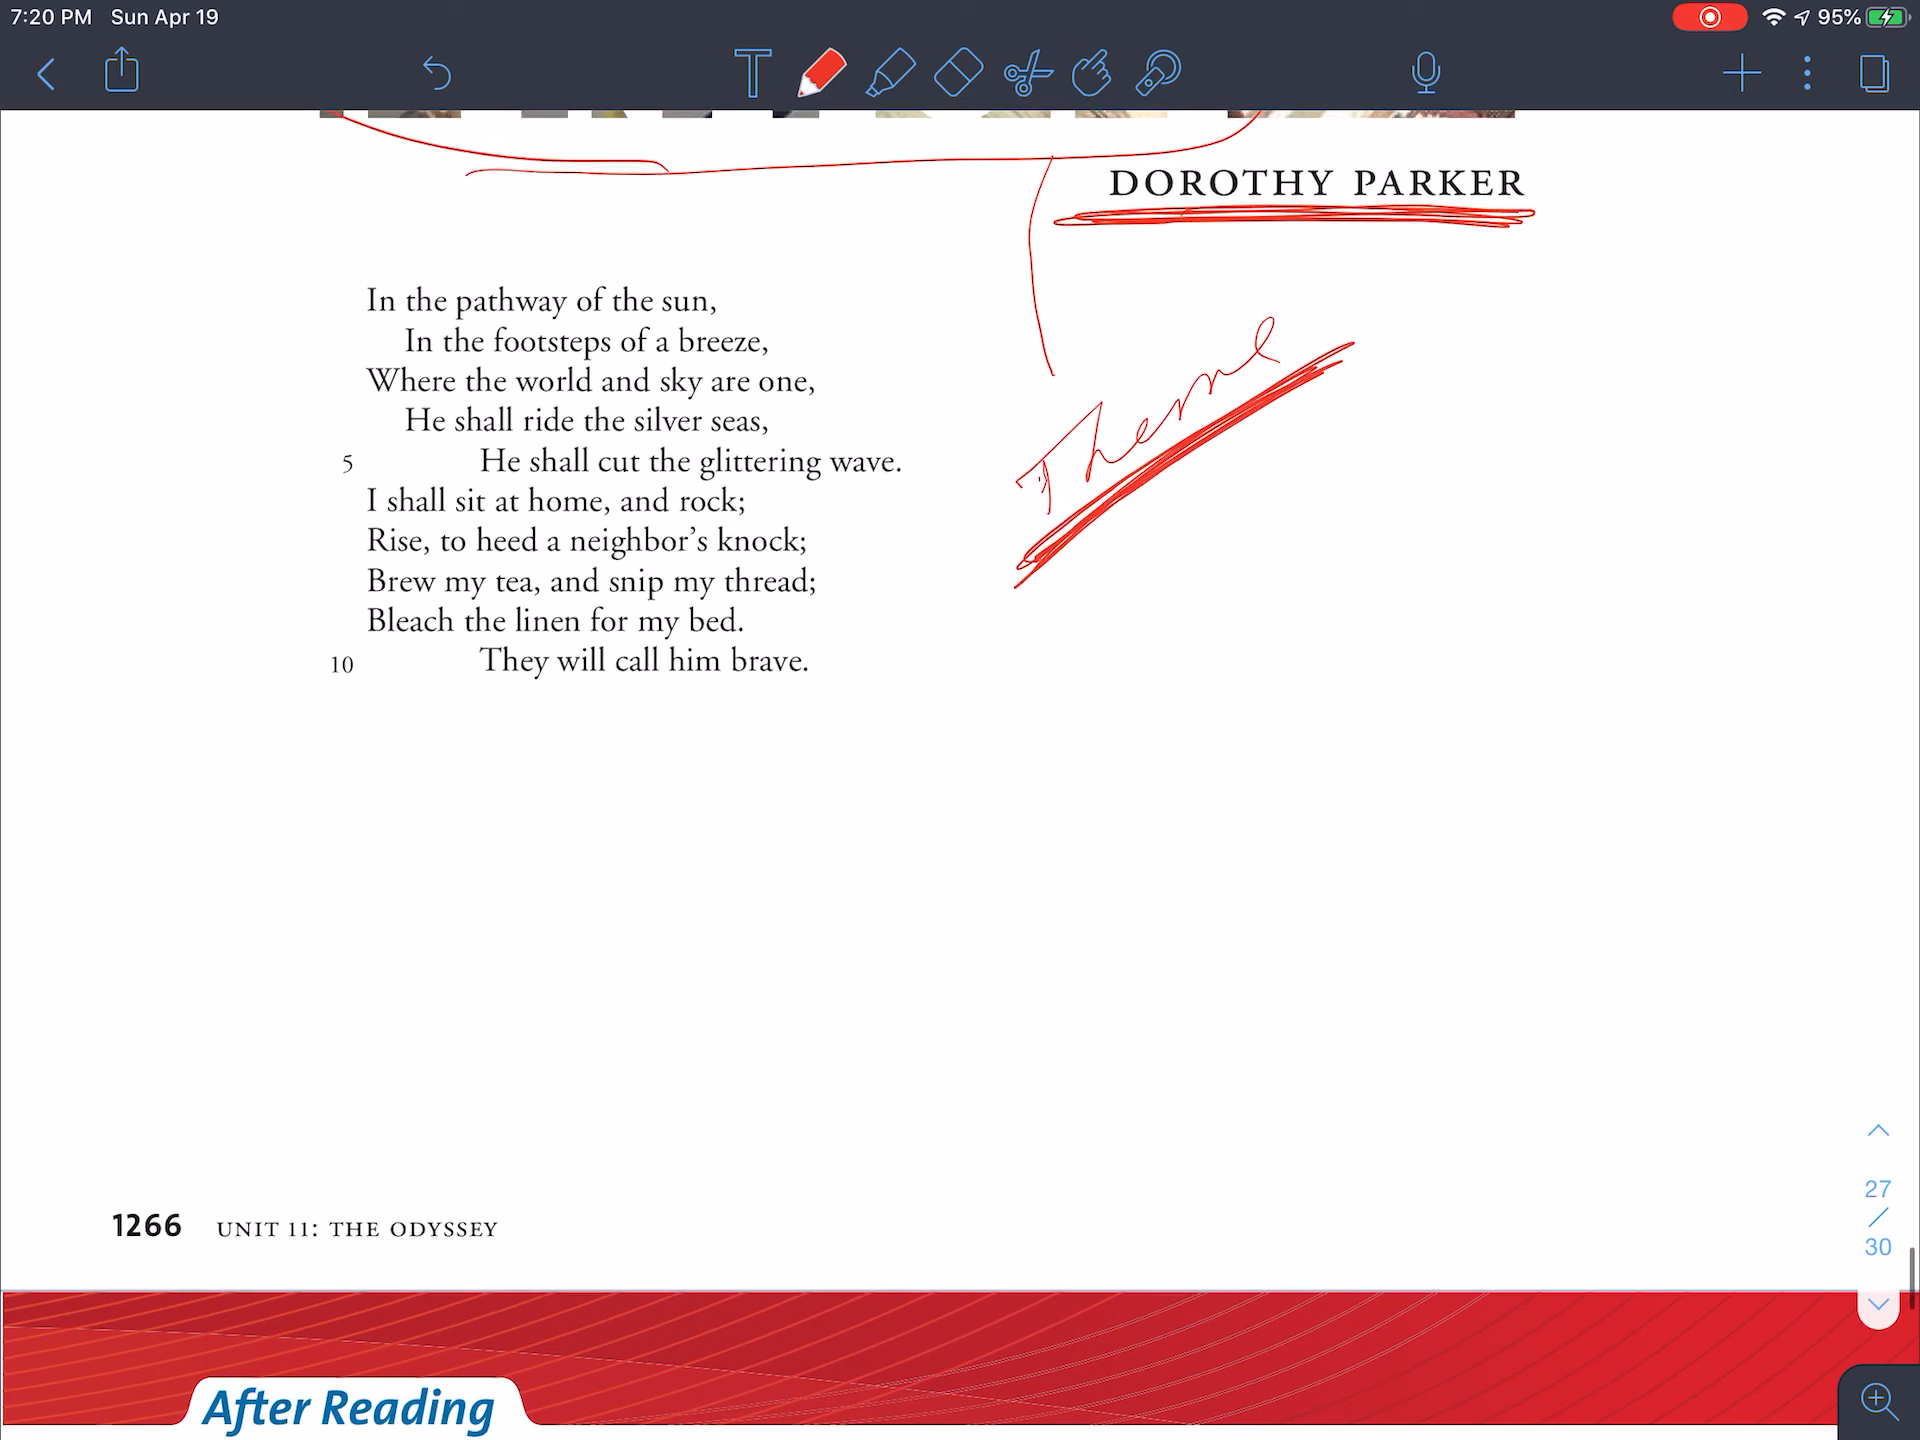 7:20 PM Sun Apr 19
95%
T
DOROTHY PARKER
In the pathway of the sun,
In the footsteps of a breeze,
Where the world and sky are one,
He shall ride the silver seas,
5 He shall cut the glittering wave.
I shall sit at home, and rock;
Rise, to heed a neighbor’s knock;
Brew my tea, and snip my thread;
Bleach the linen for my bed.
10 They will call him brave.
Theme
27
/
30
1266 UNIT 11: THE ODYSSEY
After Reading